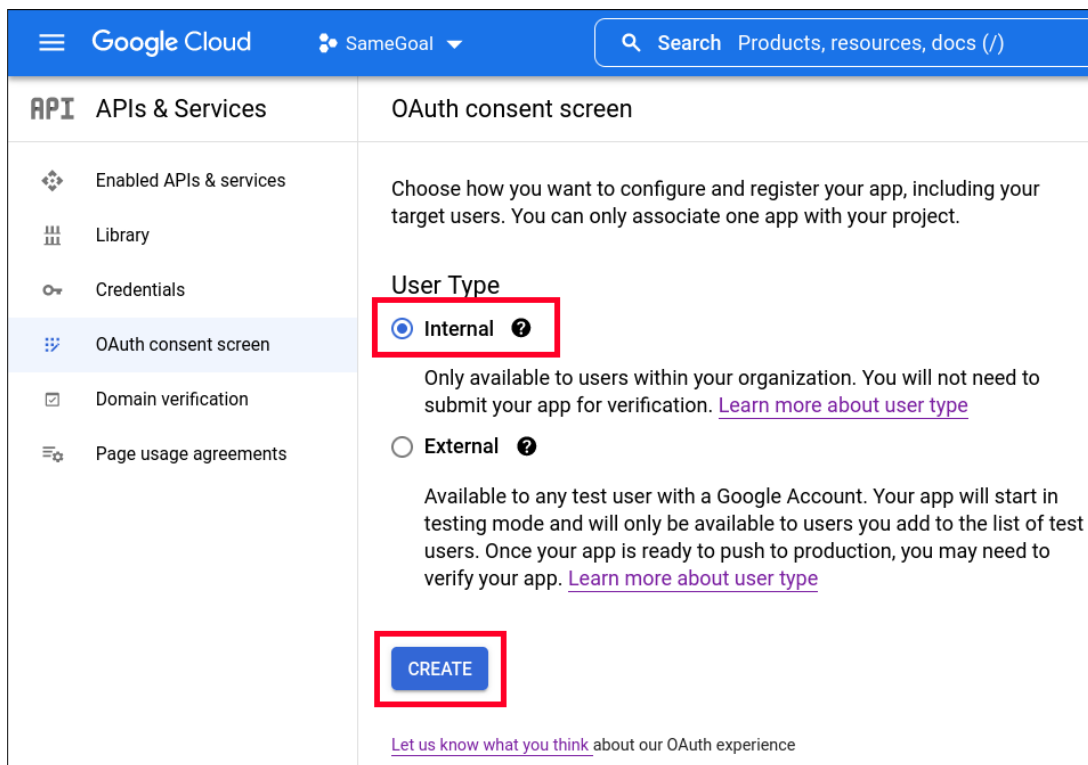 Google Cloud
SameGoal
Search Products, resources, docs (/)
API APIs & Services
Enabled APIs & services
Library
Credentials
OAuth consent screen
Domain verification
Page usage agreements
OAuth consent screen
Choose how you want to configure and register your app, including your
target users. You can only associate one app with your project.
User Type
Internal
Only available to users within your organization. You will not need to
submit your app for verification. Learn more about user type
External
Available to any test user with a Google Account. Your app will start in
testing mode and will only be available to users you add to the list of test
users. Once your app is ready to push to production, you may need to
verify your app. Learn more about user type
CREATE
Let us know what you think about our OAuth experience